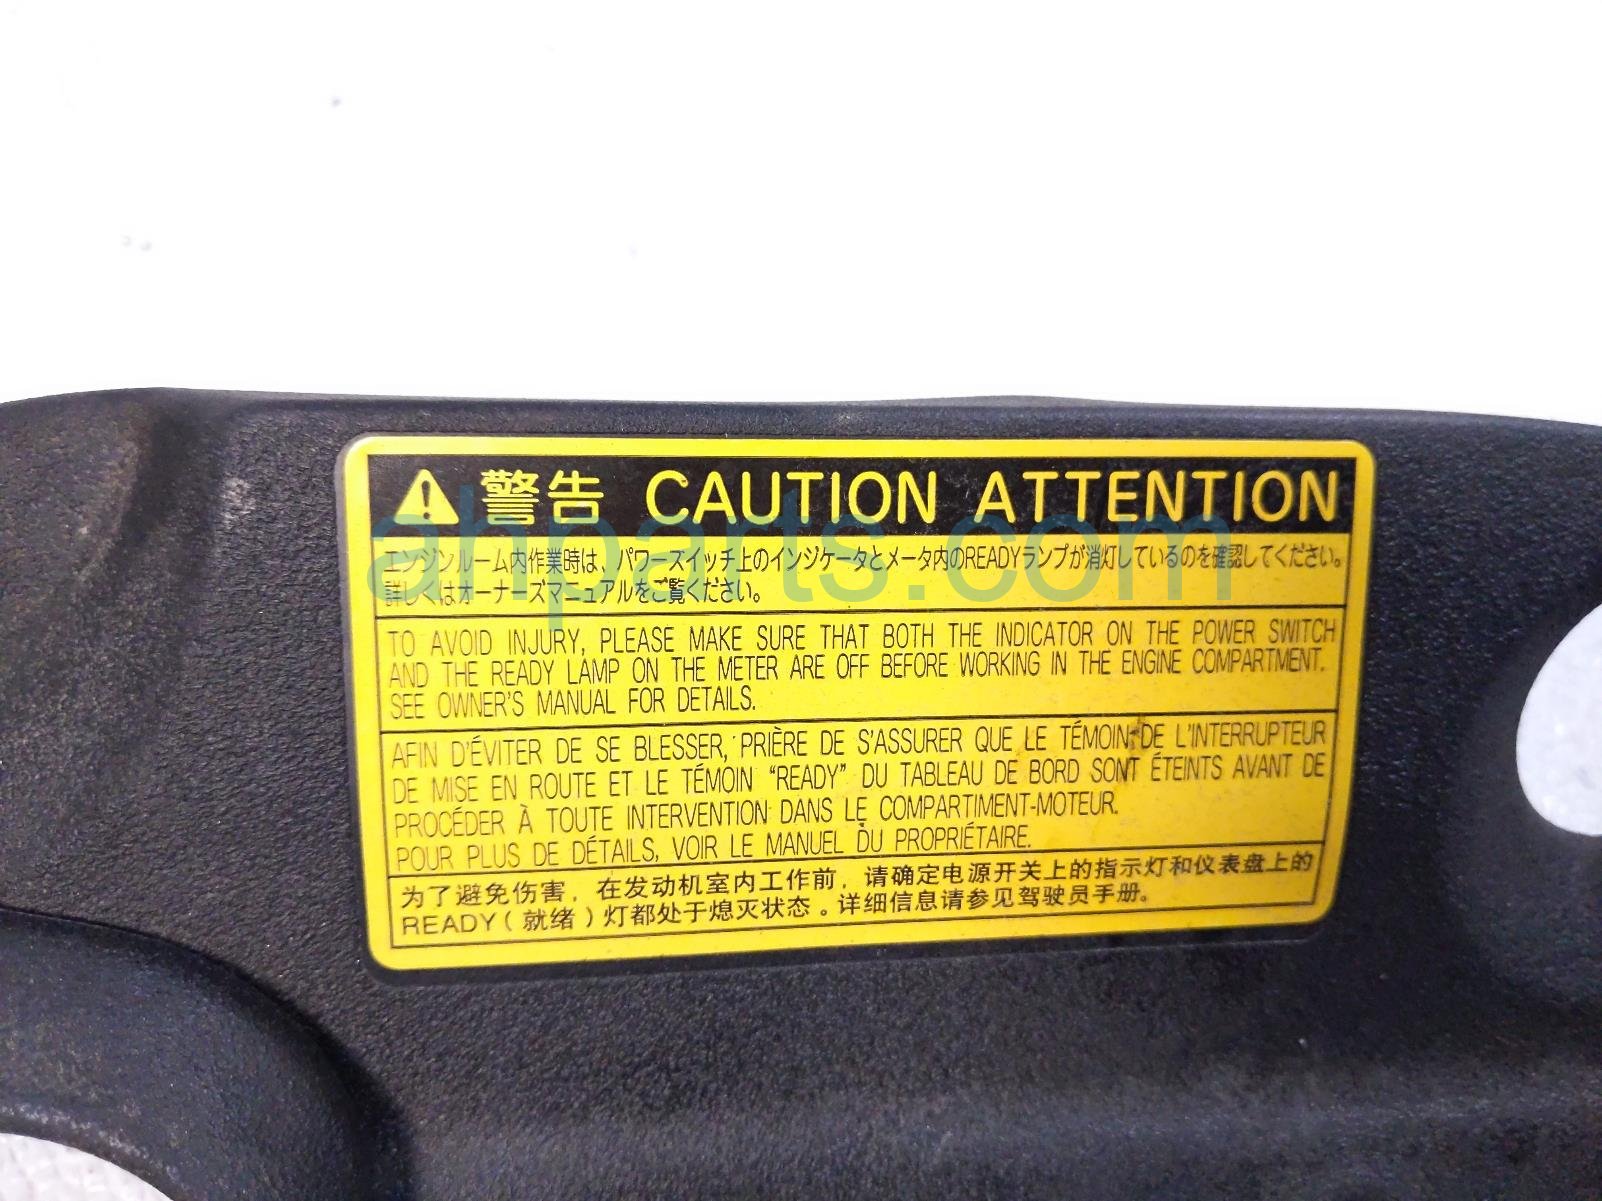 警告 CAUTION ATTENTION
エンジンルーム内作業時は、パワースイッチ上のインジケータとメータ内のREADYランプが消灯しているのを確認してください。
詳しくはオーナーズマニュアルをご覧ください。
TO AVOID INJURY, PLEASE MAKE SURE THAT BOTH THE INDICATOR ON THE POWER SWITCH
AND THE READY LAMP ON THE METER ARE OFF BEFORE WORKING IN THE ENGINE COMPARTMENT.
SEE OWNER'S MANUAL FOR DETAILS.
AFIN D'ÉVITER DE SE BLESSER, PRIÈRE DE S'ASSURER QUE LE TÉMOIN DE L'INTERRUPTEUR
DE MISE EN ROUTE ET LE TÉMOIN "READY" DU TABLEAU DE BORD SONT ÉTEINTS AVANT DE
PROCÉDER À TOUTE INTERVENTION DANS LE COMPARTIMENT-MOTEUR.
POUR PLUS DE DÉTAILS, VOIR LE MANUEL DU PROPRIÉTAIRE.
为了避免伤害，在发动机室内工作前，请确定电源开关上的指示灯和仪表盘上的
READY（就绪）灯都处于熄灭状态。详细信息请参见驾驶员手册。
ahparts.com